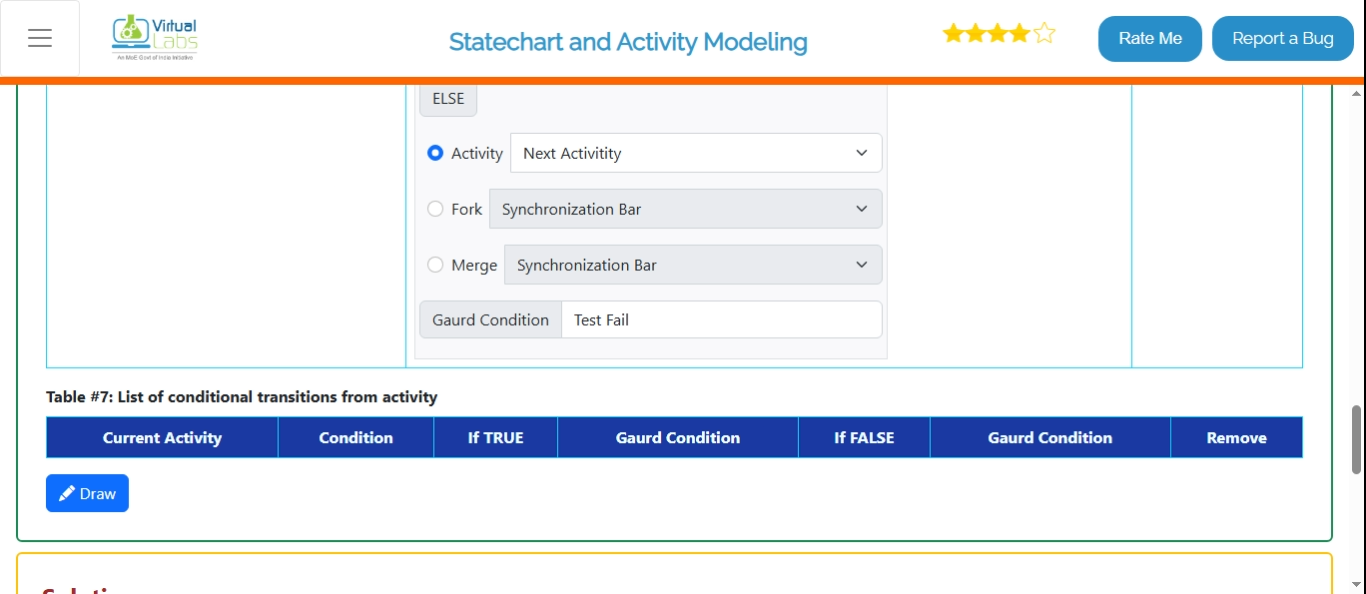 Virtual
Labs
An MoE Govt of India Initiative
Statechart and Activity Modeling
Rate Me
Report a Bug
ELSE
Activity
Next Activitity
Fork
Synchronization Bar
Merge
Synchronization Bar
Gaurd Condition
Test Fail
Table #7: List of conditional transitions from activity
Current Activity
Condition
If TRUE
Gaurd Condition
If FALSE
Gaurd Condition
Remove
Draw